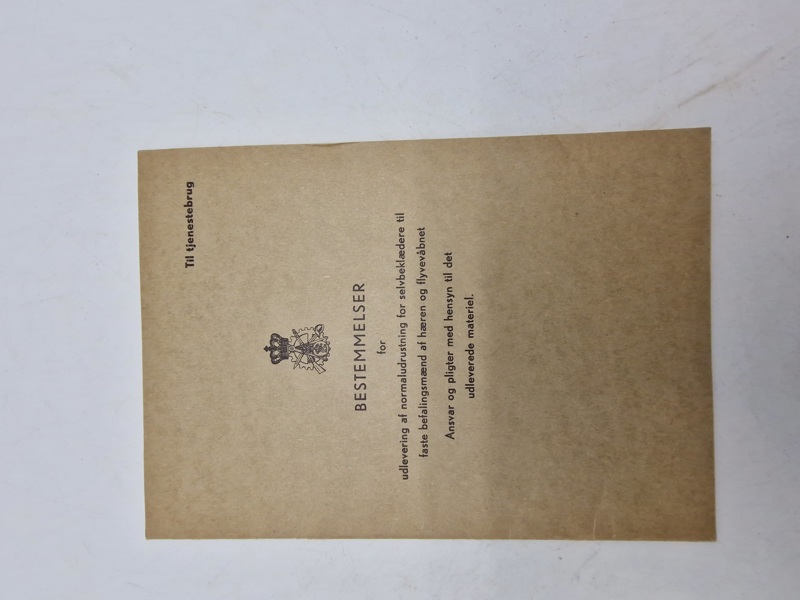 Til tjenestebrug
BESTEMMELSER
for
udlevering af normaludrustning for selvbeklædere til
faste befalingsmænd af hæren og flyvevåbnet
Ansvar og pligter med hensyn til det
udleverede materiel.